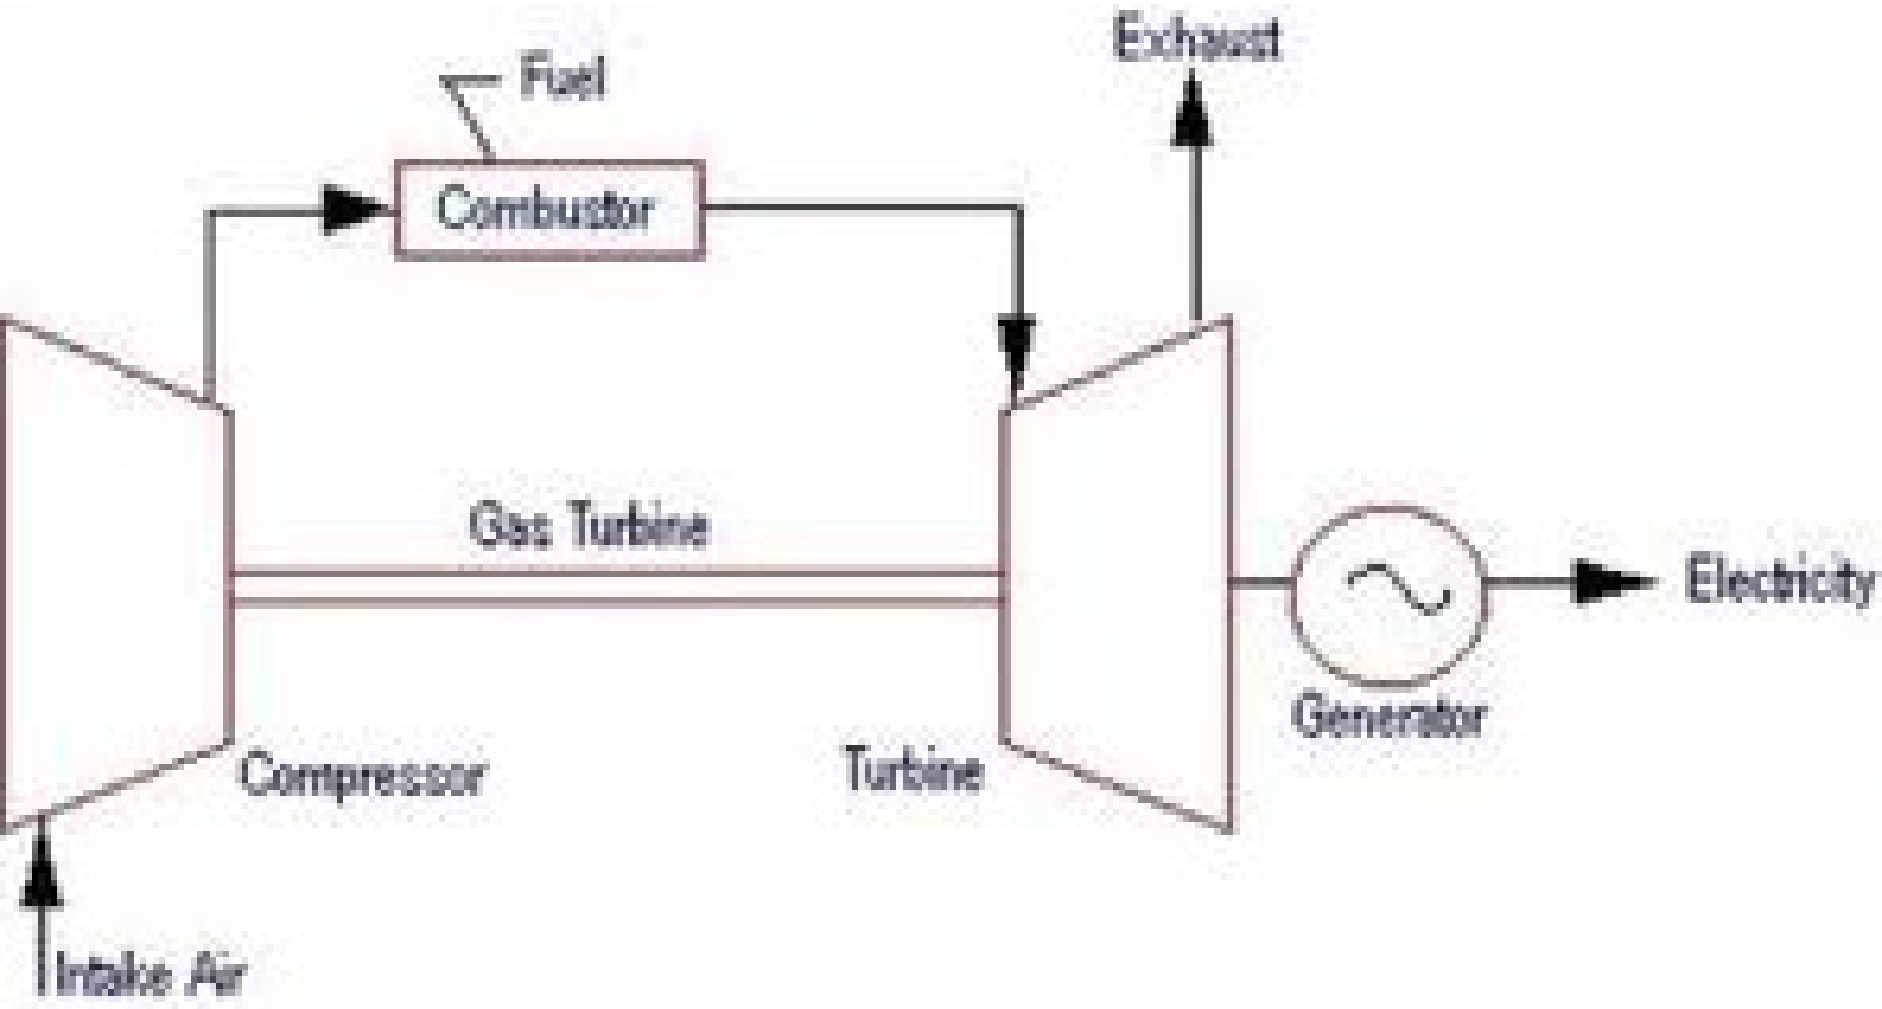 Exhaust
Fuel
Combustor
Gas Turbine
Electricity
Generator
Compressor
Turbine
Intake Air